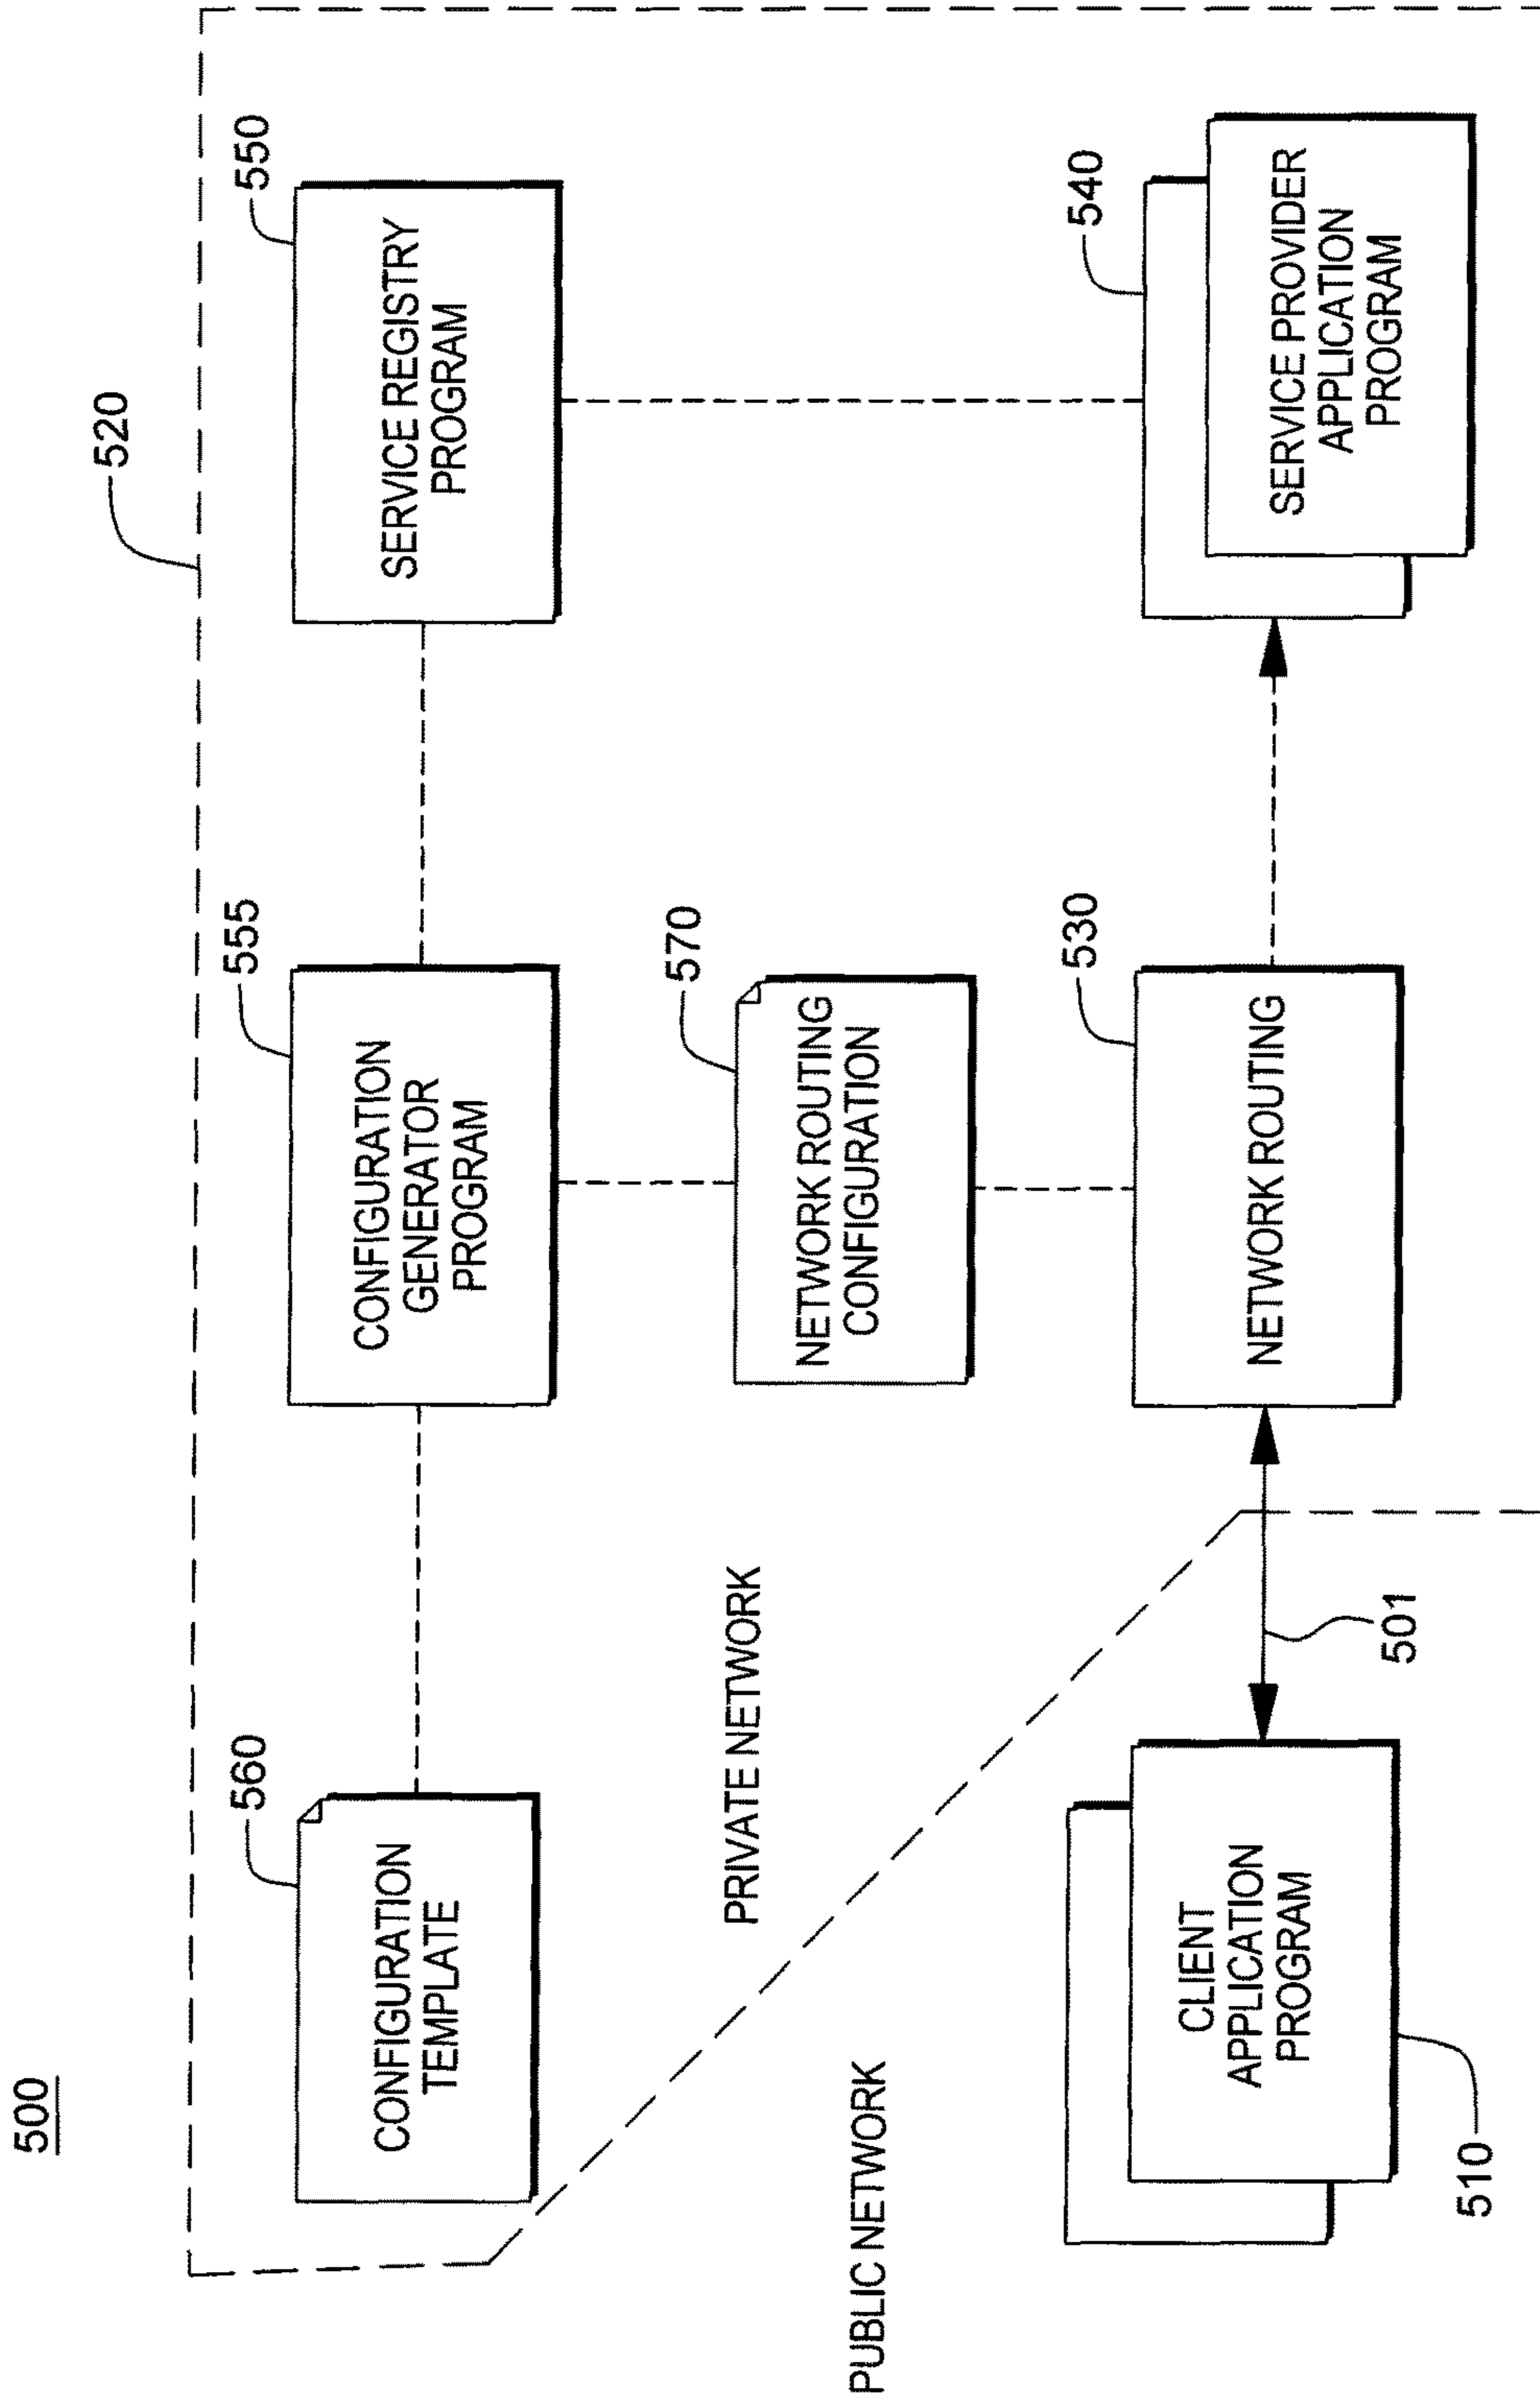 500
520
560
CONFIGURATION
TEMPLATE
555
CONFIGURATION
GENERATOR
PROGRAM
550
SERVICE REGISTRY
PROGRAM
PRIVATE NETWORK
570
NETWORK ROUTING
CONFIGURATION
PUBLIC NETWORK
CLIENT
APPLICATION
PROGRAM
510
501
530
NETWORK ROUTING
540
SERVICE PROVIDER
APPLICATION
PROGRAM